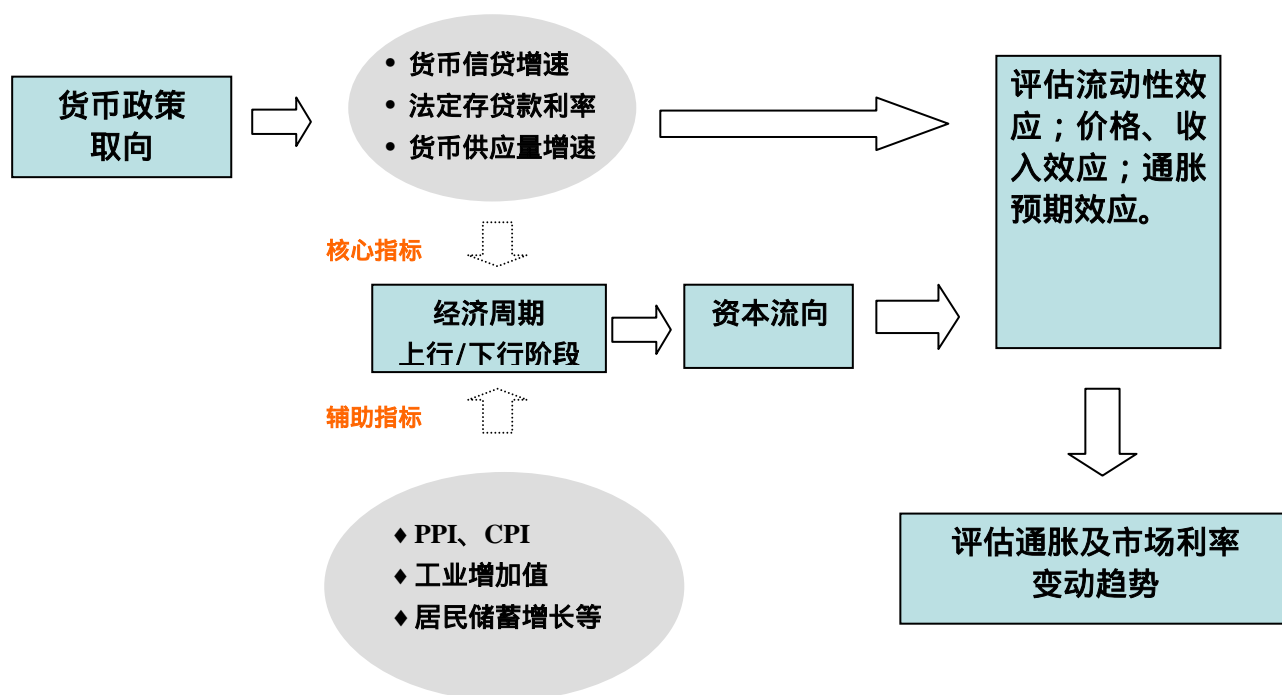 货币政策
取向
• 货币信贷增速
• 法定存贷款利率
• 货币供应量增速
评估流动性效
应；价格、收
入效应；通胀
预期效应。
核心指标
经济周期
上行/下行阶段
资本流向
辅助指标
♦ PPI、CPI
♦ 工业增加值
♦ 居民储蓄增长等
评估通胀及市场利率
变动趋势